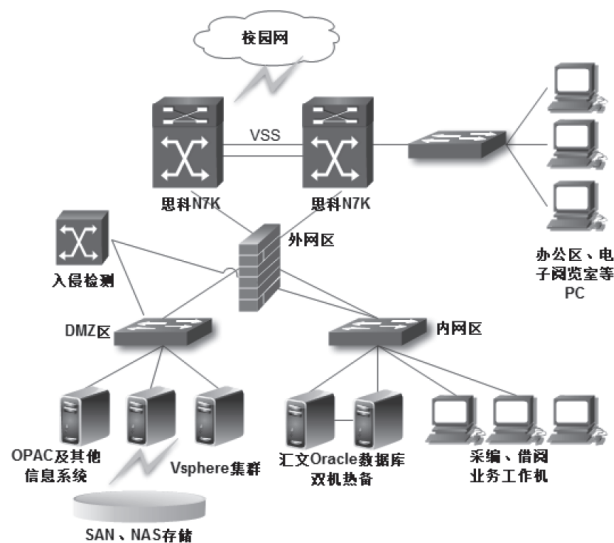 校园网
VSS
思科N7K
思科N7K
外网区
办公区、电
子阅览室等
PC
入侵检测
DMZ区
内网区
OPAC及其他
信息系统
Vsphere集群
汇文Oracle数据库
双机热备
采编、借阅
业务工作机
SAN、NAS存储